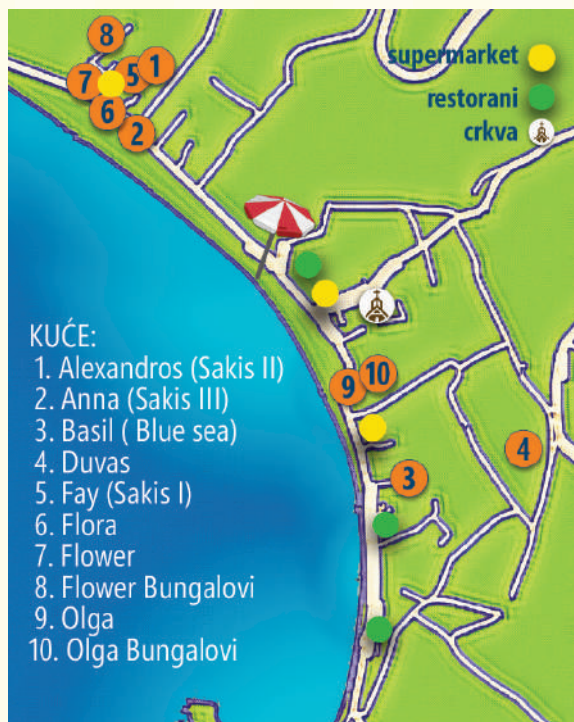 8
7
5
1
6
2
supermarket
restorani
crkva
9
10
4
3
KUĆE:
1. Alexandros (Sakis II)
2. Anna (Sakis III)
3. Basil ( Blue sea)
4. Duvas
5. Fay (Sakis I)
6. Flora
7. Flower
8. Flower Bungalovi
9. Olga
10. Olga Bungalovi